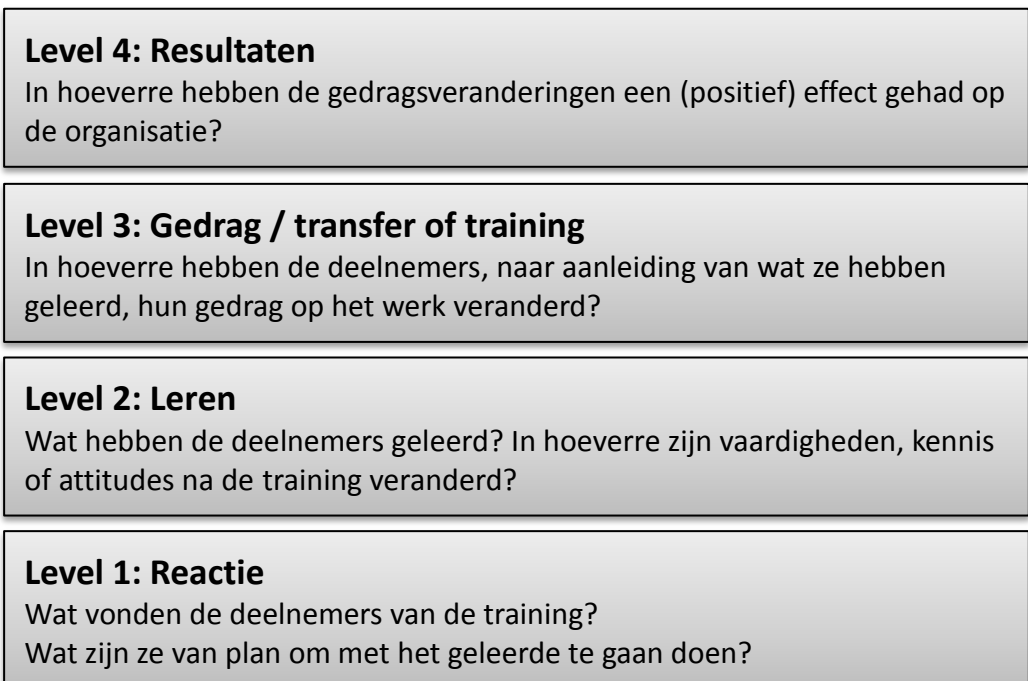 Level 4: Resultaten
In hoeverre hebben de gedragsveranderingen een (positief) effect gehad op
de organisatie?
Level 3: Gedrag / transfer of training
In hoeverre hebben de deelnemers, naar aanleiding van wat ze hebben
geleerd, hun gedrag op het werk veranderd?
Level 2: Leren
Wat hebben de deelnemers geleerd? In hoeverre zijn vaardigheden, kennis
of attitudes na de training veranderd?
Level 1: Reactie
Wat vonden de deelnemers van de training?
Wat zijn ze van plan om met het geleerde te gaan doen?